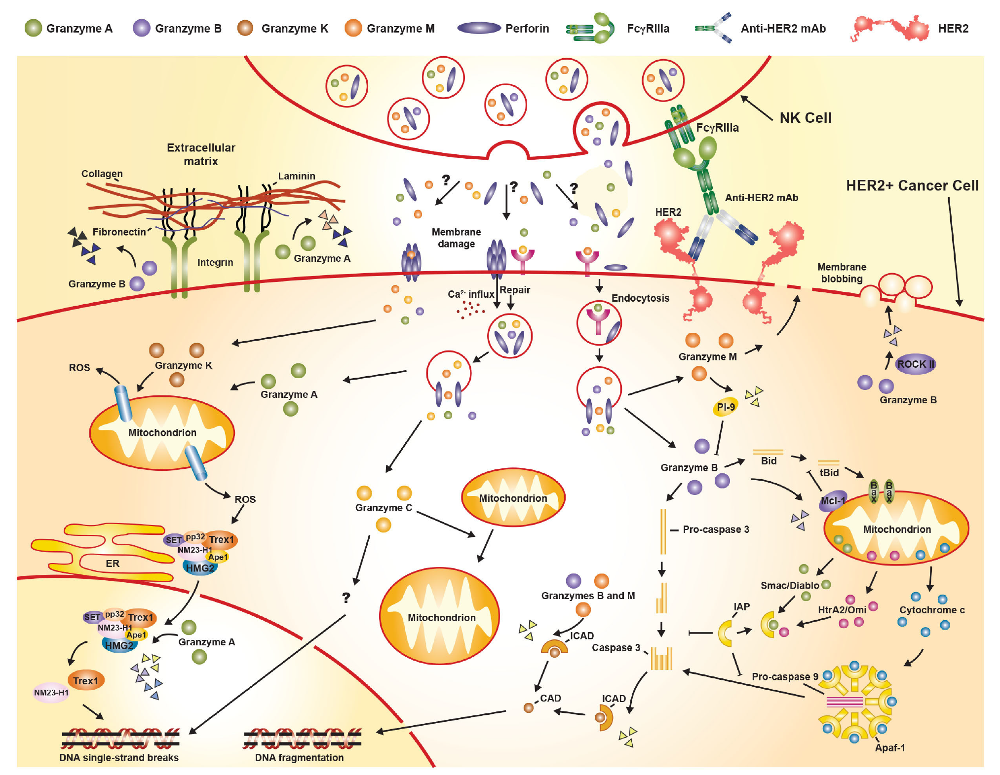 Granzyme A
Granzyme B
Granzyme K
Granzyme M
Perforin
FcγRIIIa
Anti-HER2 mAb
HER2
NK Cell
FcγRIIIa
Extracellular
matrix
Collagen
Laminin
?
?
?
HER2+ Cancer Cell
Anti-HER2 mAb
HER2
Fibronectin
Membrane
damage
Granzyme A
Integrin
Granzyme B
Membrane
blobbing
Ca2- influx
Repair
Endocytosis
Granzyme M
Granzyme K
ROS
ROCK II
Granzyme A
Granzyme B
PI-9
Mitochondrion
Granzyme B
Bid
tBid
Bax
Bax
Mcl-1
ROS
Granzyme C
Mitochondrion
Pro-caspase 3
Mitochondrion
SET
pp32
Trex1
NM23-H1
Ape1
HMG2
ER
Smac/Diablo
Granzymes B and M
?
IAP
HtrA2/Omi
Cytochrome c
SET
pp32
Trex1
NM23-H1
Ape1
HMG2
Granzyme A
Mitochondrion
ICAD
Caspase 3
Pro-caspase 9
Trex1
NM23-H1
CAD
ICAD
Apaf-1
DNA single-strand breaks
DNA fragmentation